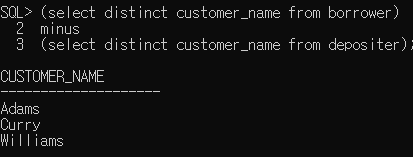 SQL> (select distinct customer_name from borrower)
  2  minus
  3  (select distinct customer_name from depositer);
CUSTOMER_NAME
--------------------
Adams
Curry
Williams